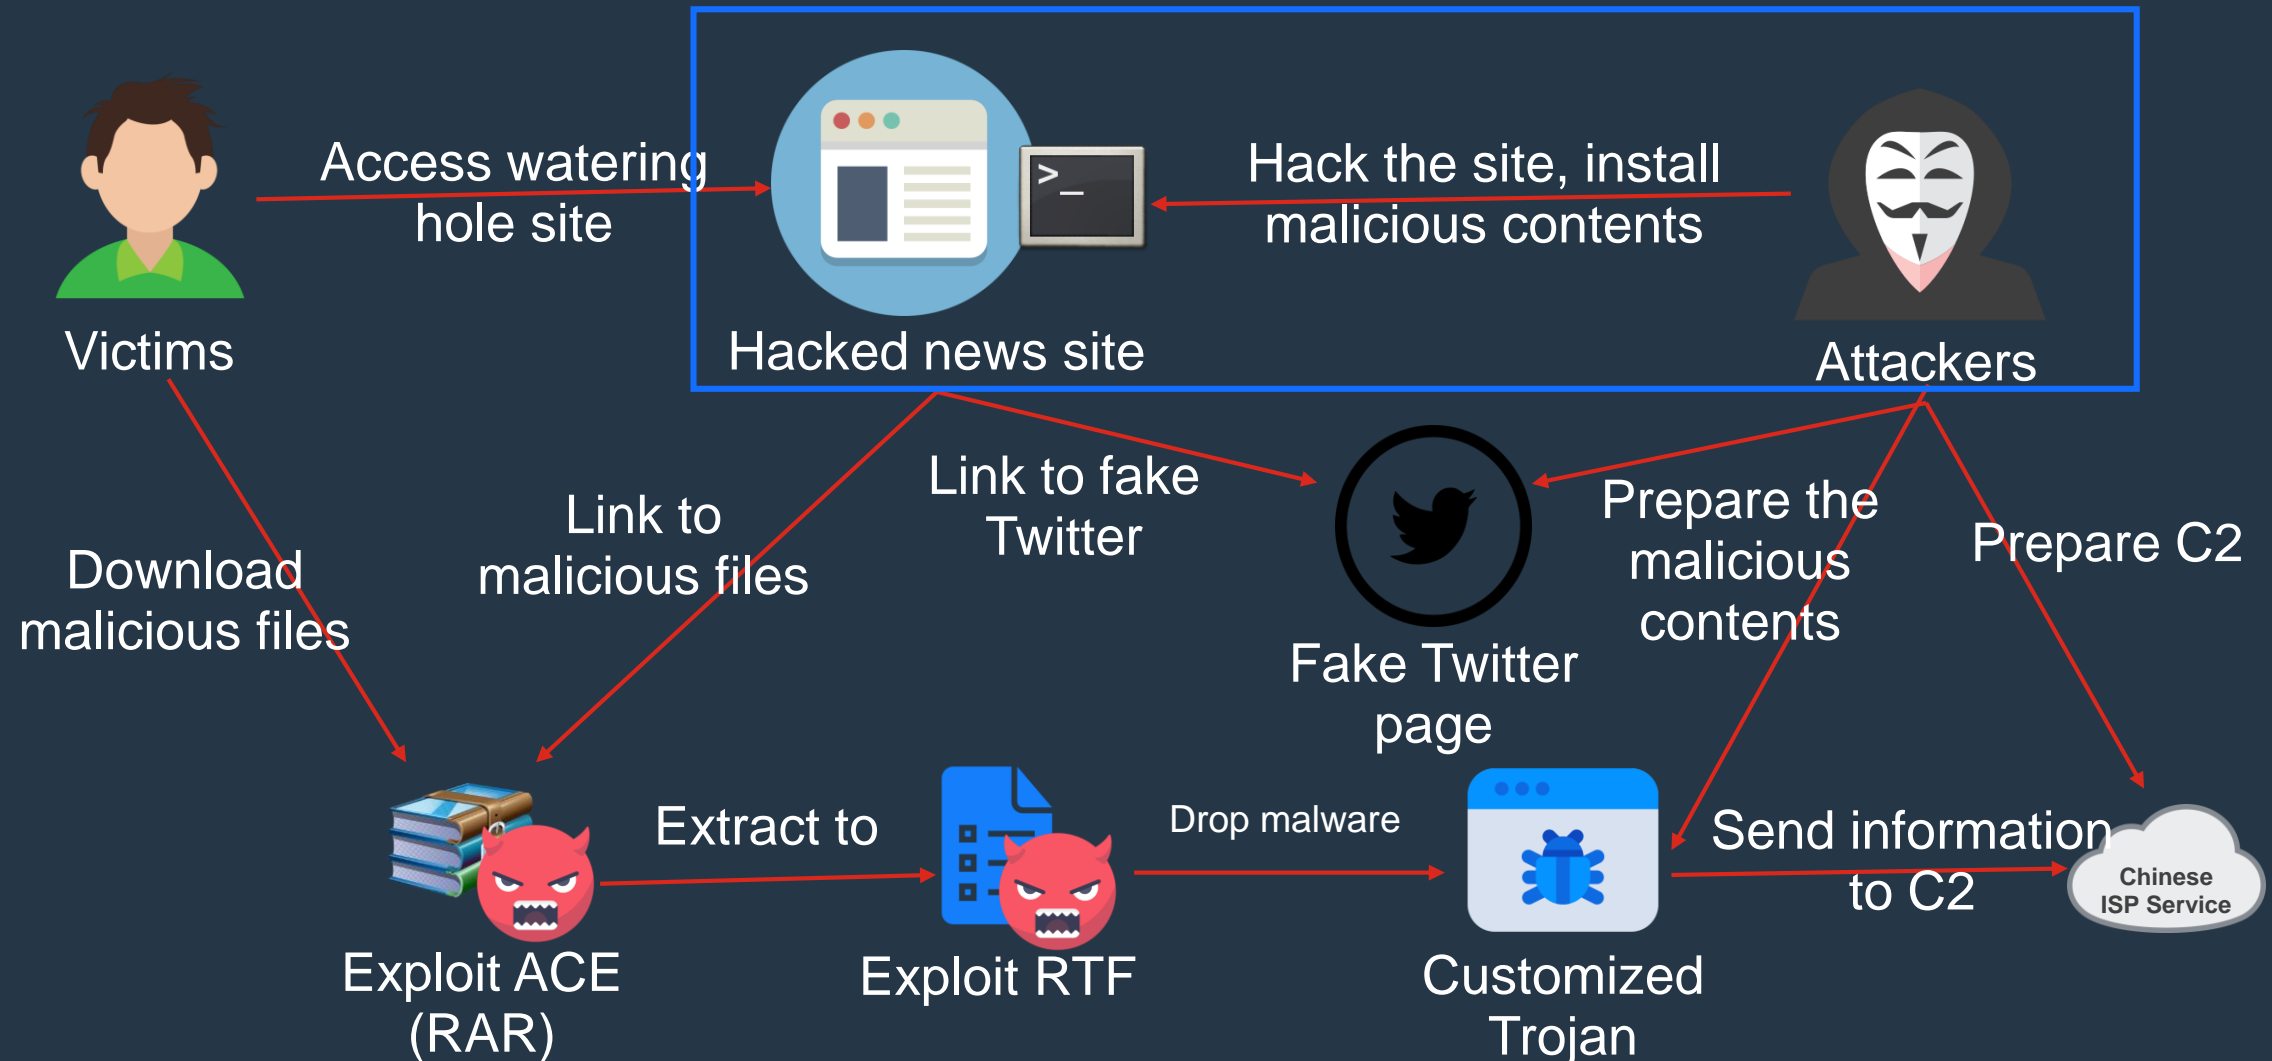 Access watering
hole site
Hack the site, install
malicious contents
>_
Victims
Hacked news site
Attackers
Link to fake
Twitter
Link to
malicious files
Prepare the
malicious
contents
Prepare C2
Download
malicious files
Fake Twitter
page
Extract to
Drop malware
Send information
to C2
Chinese
ISP Service
Exploit ACE
(RAR)
Exploit RTF
Customized
Trojan